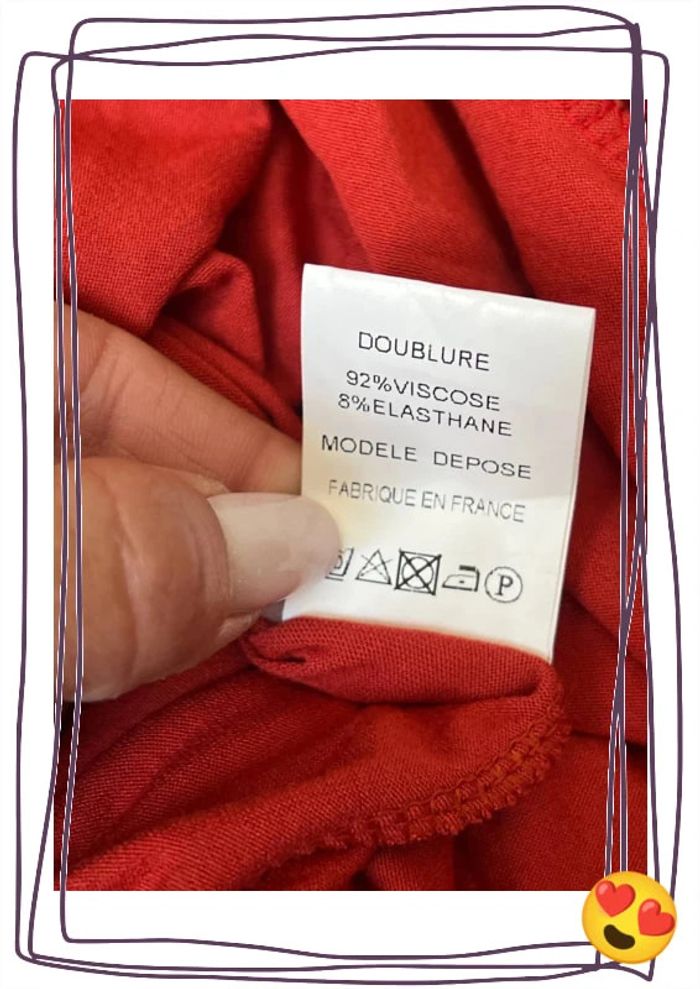 DOUBLURE
92%VISCOSE
8%ELASTHANE
MODELE DEPOSE
FABRIQUE EN FRANCE
P